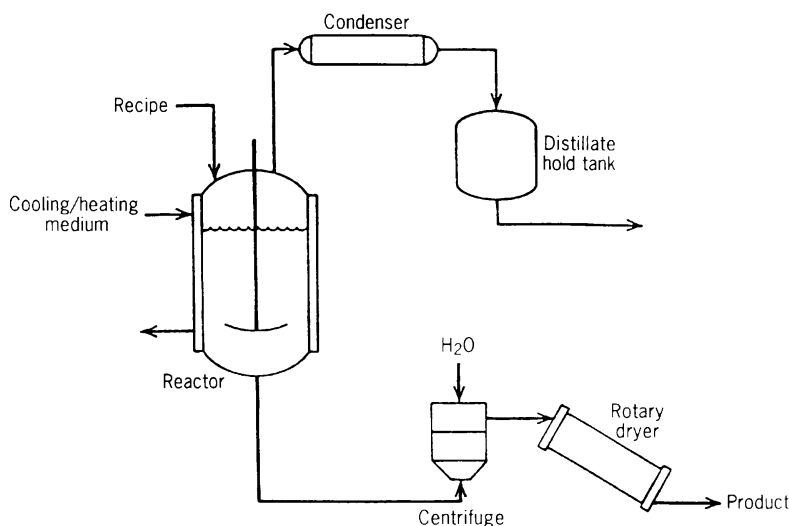 Condenser
Recipe
Distillate
hold tank
Cooling/heating
medium
Reactor
H₂O
Rotary
dryer
Product
Centrifuge